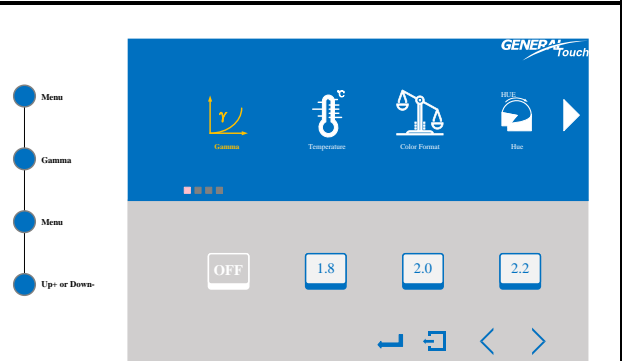 GENERAL
Touch
Menu
Gamma
Menu
Up+ or Down-
γ
°C
HUE
Gamma
Temperature
Color Format
Hue
OFF
1.8
2.0
2.2